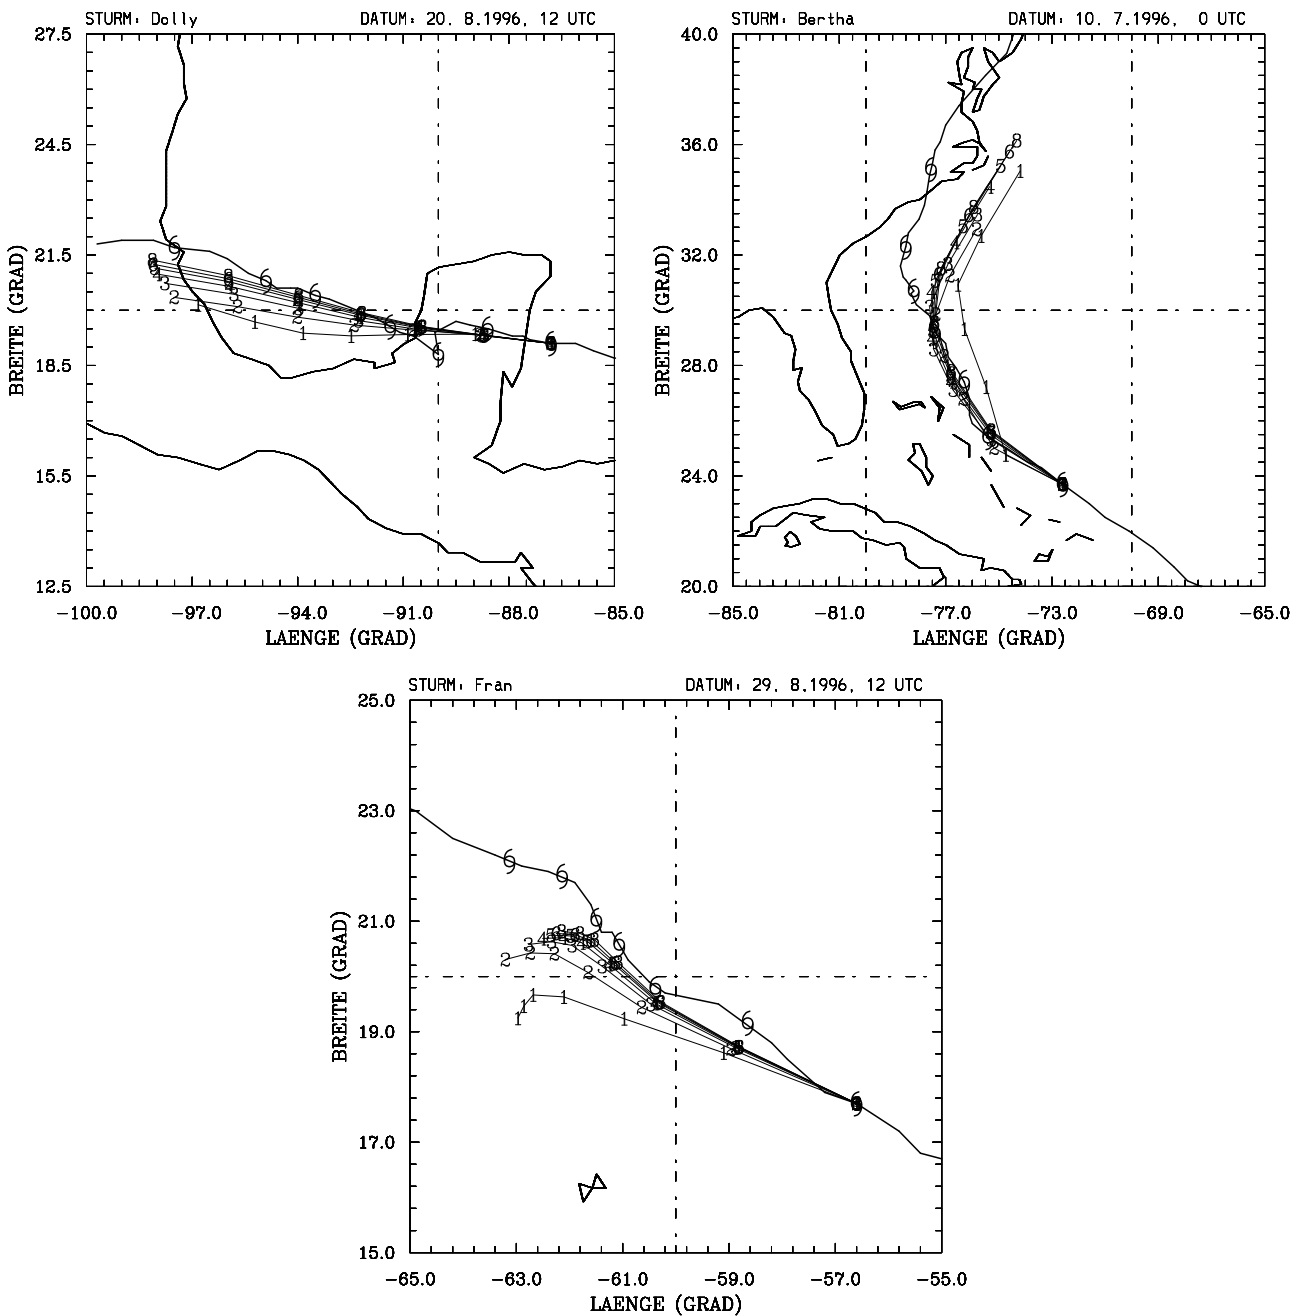 STURM: Dolly DATUM: 20. 8.1996, 12 UTC
27.5
24.5
21.5
18.5
15.5
12.5
BREITE (GRAD)
-100.0 -97.0 -94.0 -91.0 -88.0 -85.0
LAENGE (GRAD)
STURM: Bertha DATUM: 10. 7.1996, 0 UTC
40.0
36.0
32.0
28.0
24.0
20.0
BREITE (GRAD)
-85.0 -81.0 -77.0 -73.0 -69.0 -65.0
LAENGE (GRAD)
STURM: Fran DATUM: 29. 8.1996, 12 UTC
25.0
23.0
21.0
19.0
17.0
15.0
BREITE (GRAD)
-65.0 -63.0 -61.0 -59.0 -57.0 -55.0
LAENGE (GRAD)